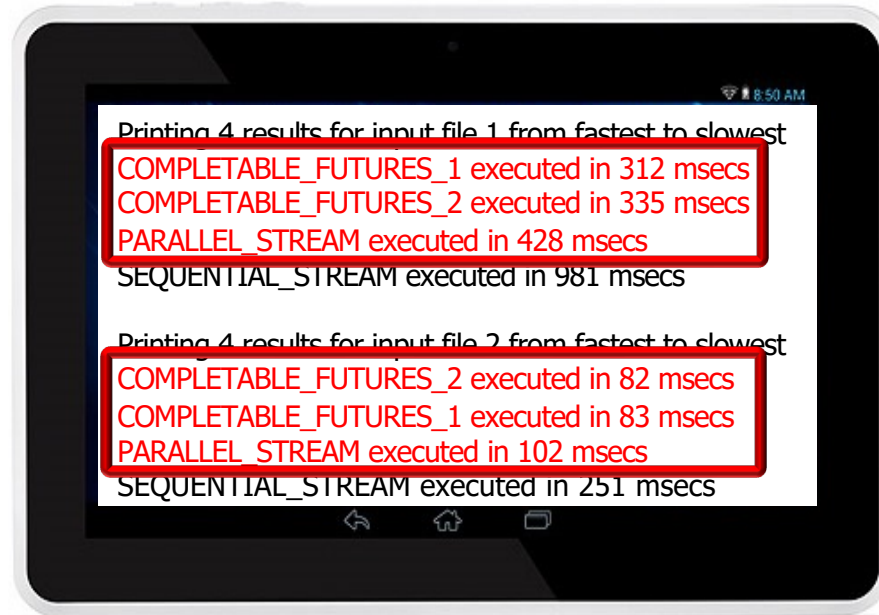 8:50 AM
Printing 4 results for input file 1 from fastest to slowest
COMPLETABLE_FUTURES_1 executed in 312 msecs
COMPLETABLE_FUTURES_2 executed in 335 msecs
PARALLEL_STREAM executed in 428 msecs
SEQUENTIAL_STREAM executed in 981 msecs
Printing 4 results for input file 2 from fastest to slowest
COMPLETABLE_FUTURES_2 executed in 82 msecs
COMPLETABLE_FUTURES_1 executed in 83 msecs
PARALLEL_STREAM executed in 102 msecs
SEQUENTIAL_STREAM executed in 251 msecs